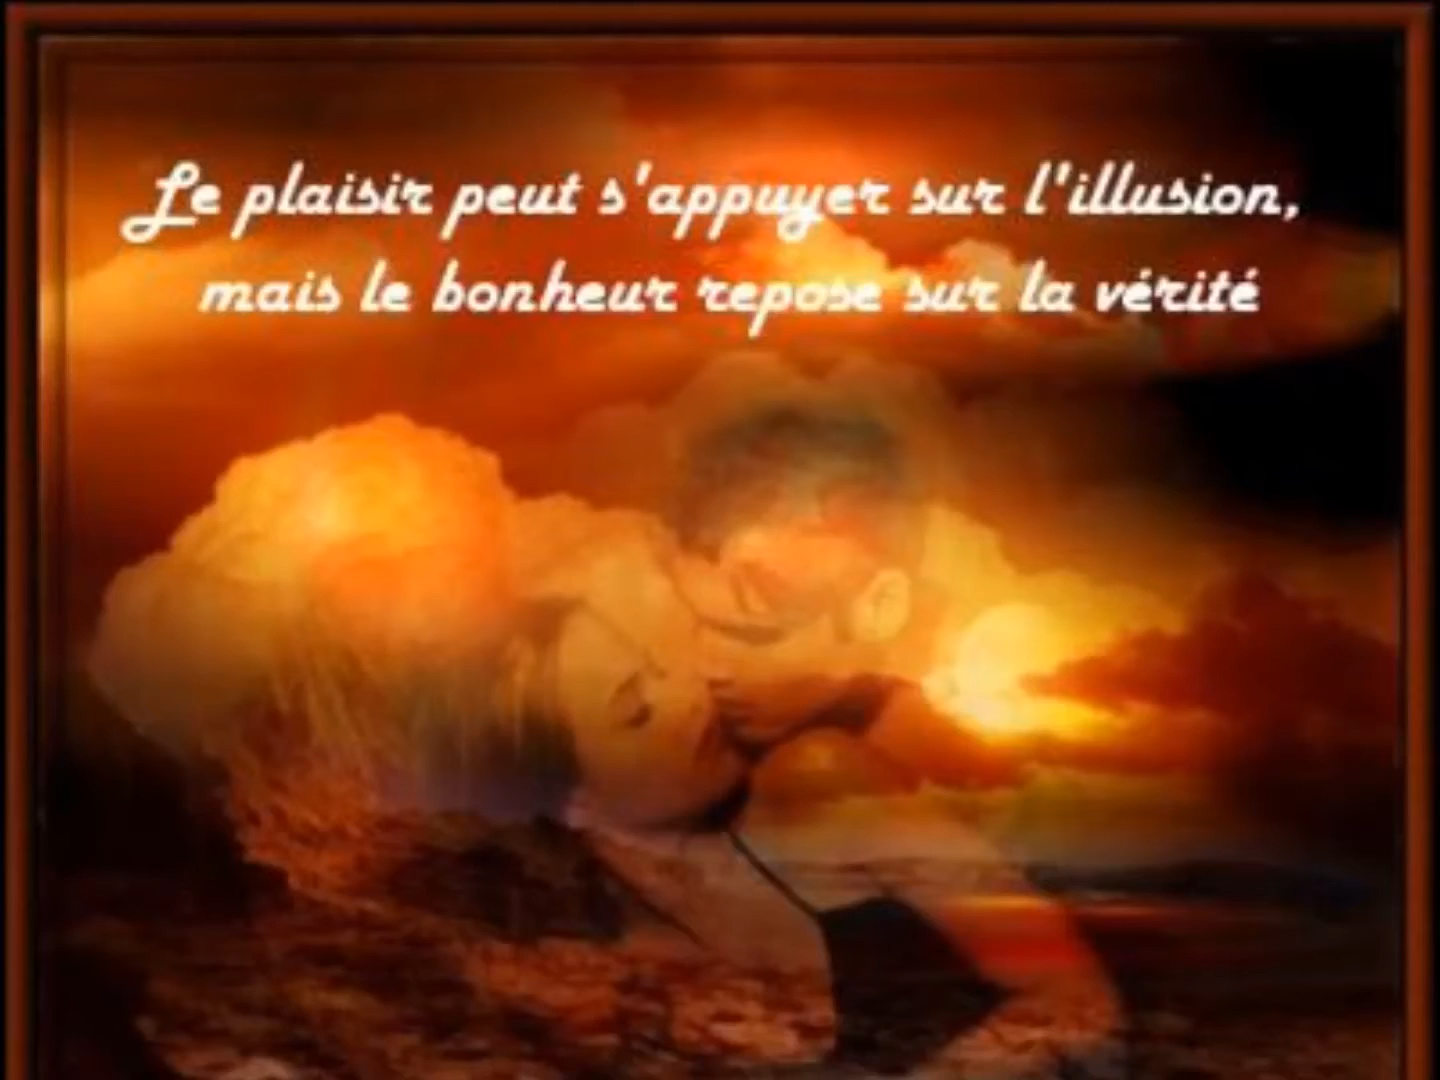 Le plaisir peut s'appuyer sur l'illusion,
mais le bonheur repose sur la vérité